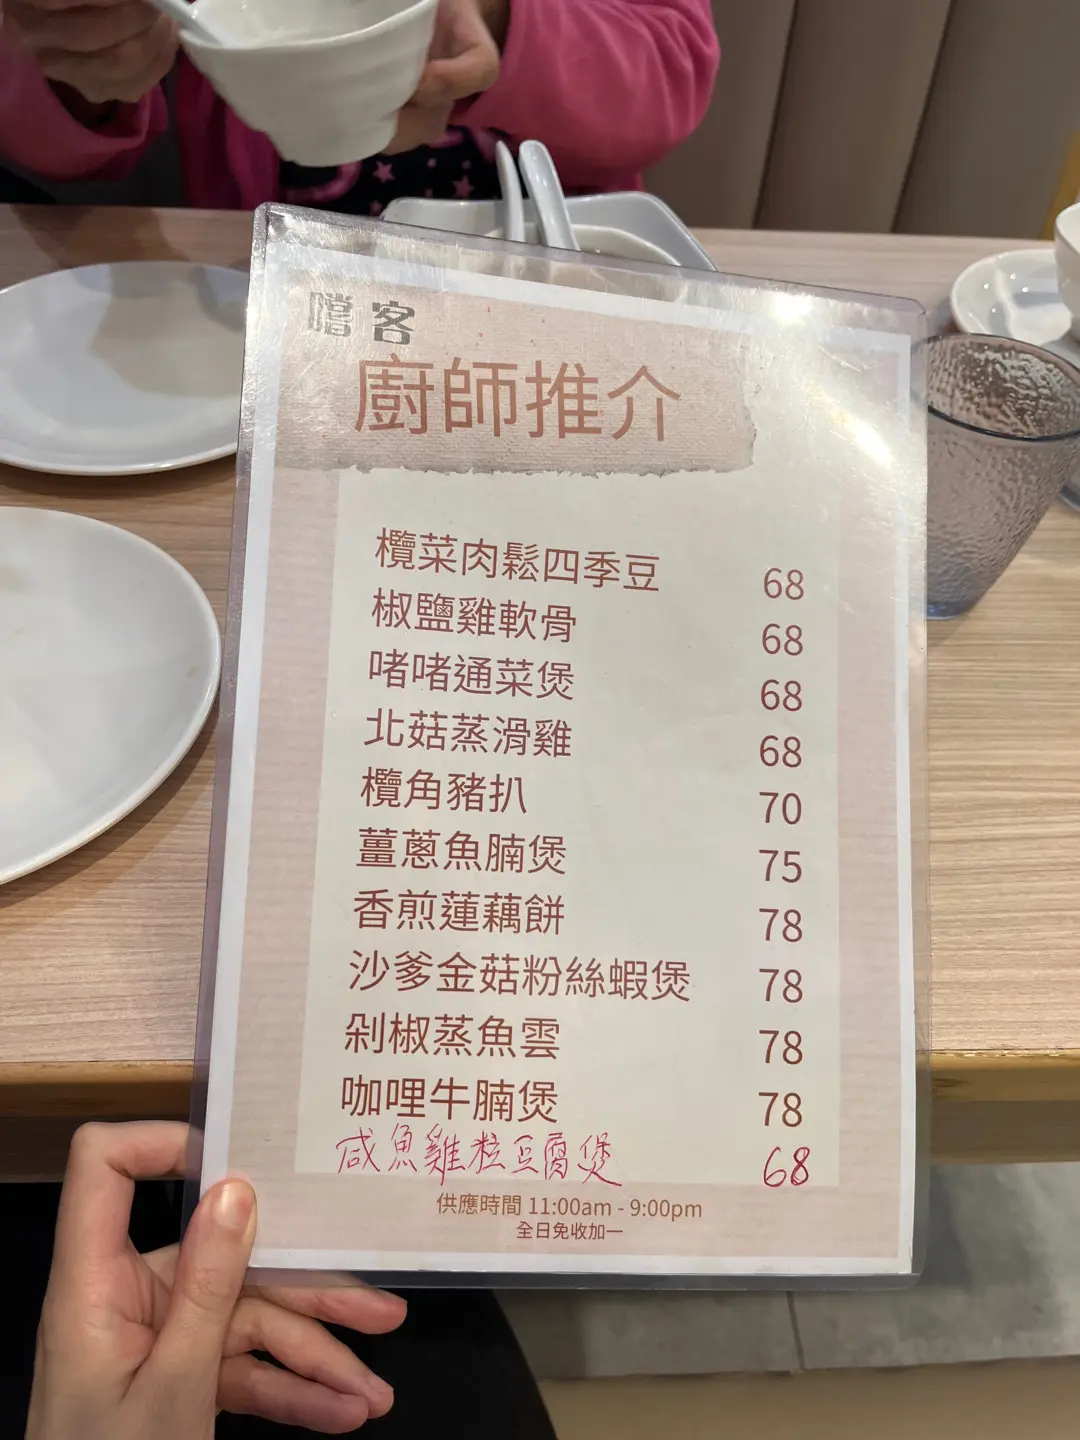 嚐客
廚師推介
欖菜肉鬆四季豆 68
椒鹽雞軟骨 68
啫啫通菜煲 68
北菇蒸滑雞 68
欖角豬扒 70
薑蔥魚腩煲 75
香煎蓮藕餅 78
沙爹金菇粉絲蝦煲 78
剁椒蒸魚雲 78
咖哩牛腩煲 78
咸魚雞粒豆腐煲 68
供應時間 11:00am - 9:00pm
全日免收加一